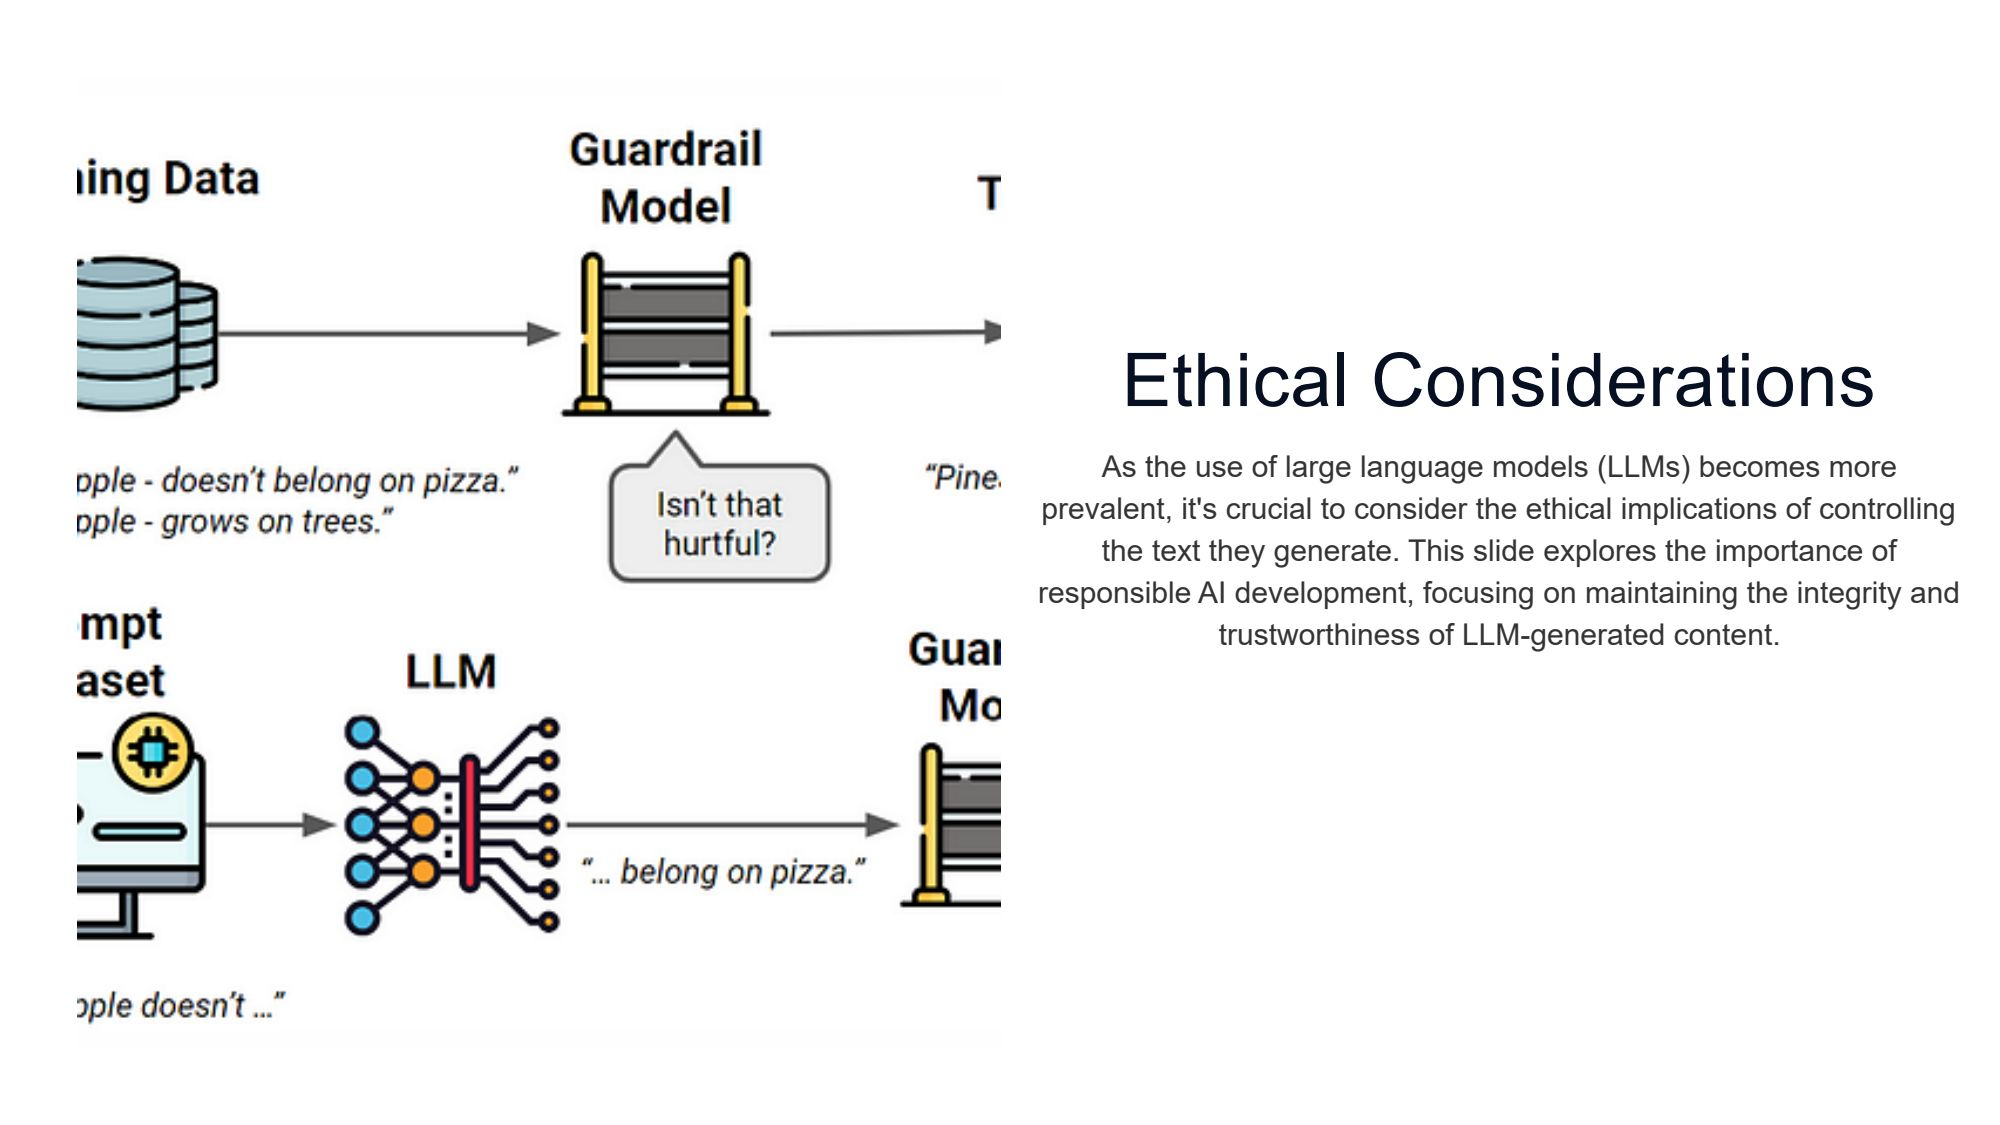 ning Data
Guardrail
Model
T
pple - doesn’t belong on pizza.”
pple - grows on trees.”
Isn’t that
hurtful?
“Pine
mpt
aset
LLM
Guar
Mo
“... belong on pizza.”
pple doesn’t ...”
Ethical Considerations
As the use of large language models (LLMs) becomes more
prevalent, it's crucial to consider the ethical implications of controlling
the text they generate. This slide explores the importance of
responsible AI development, focusing on maintaining the integrity and
trustworthiness of LLM-generated content.